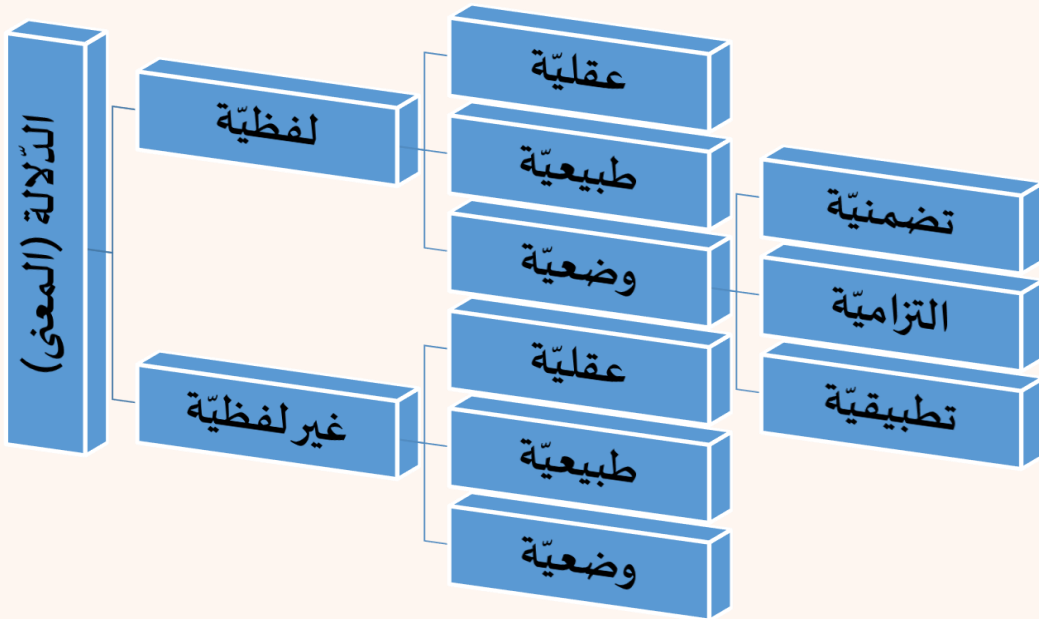 الدّلالة (المعنى)
لفظيّة
عقليّة
طبيعيّة
وضعيّة
تضمنيّة
التزاميّة
تطبيقيّة
غير لفظيّة
عقليّة
طبيعيّة
وضعيّة